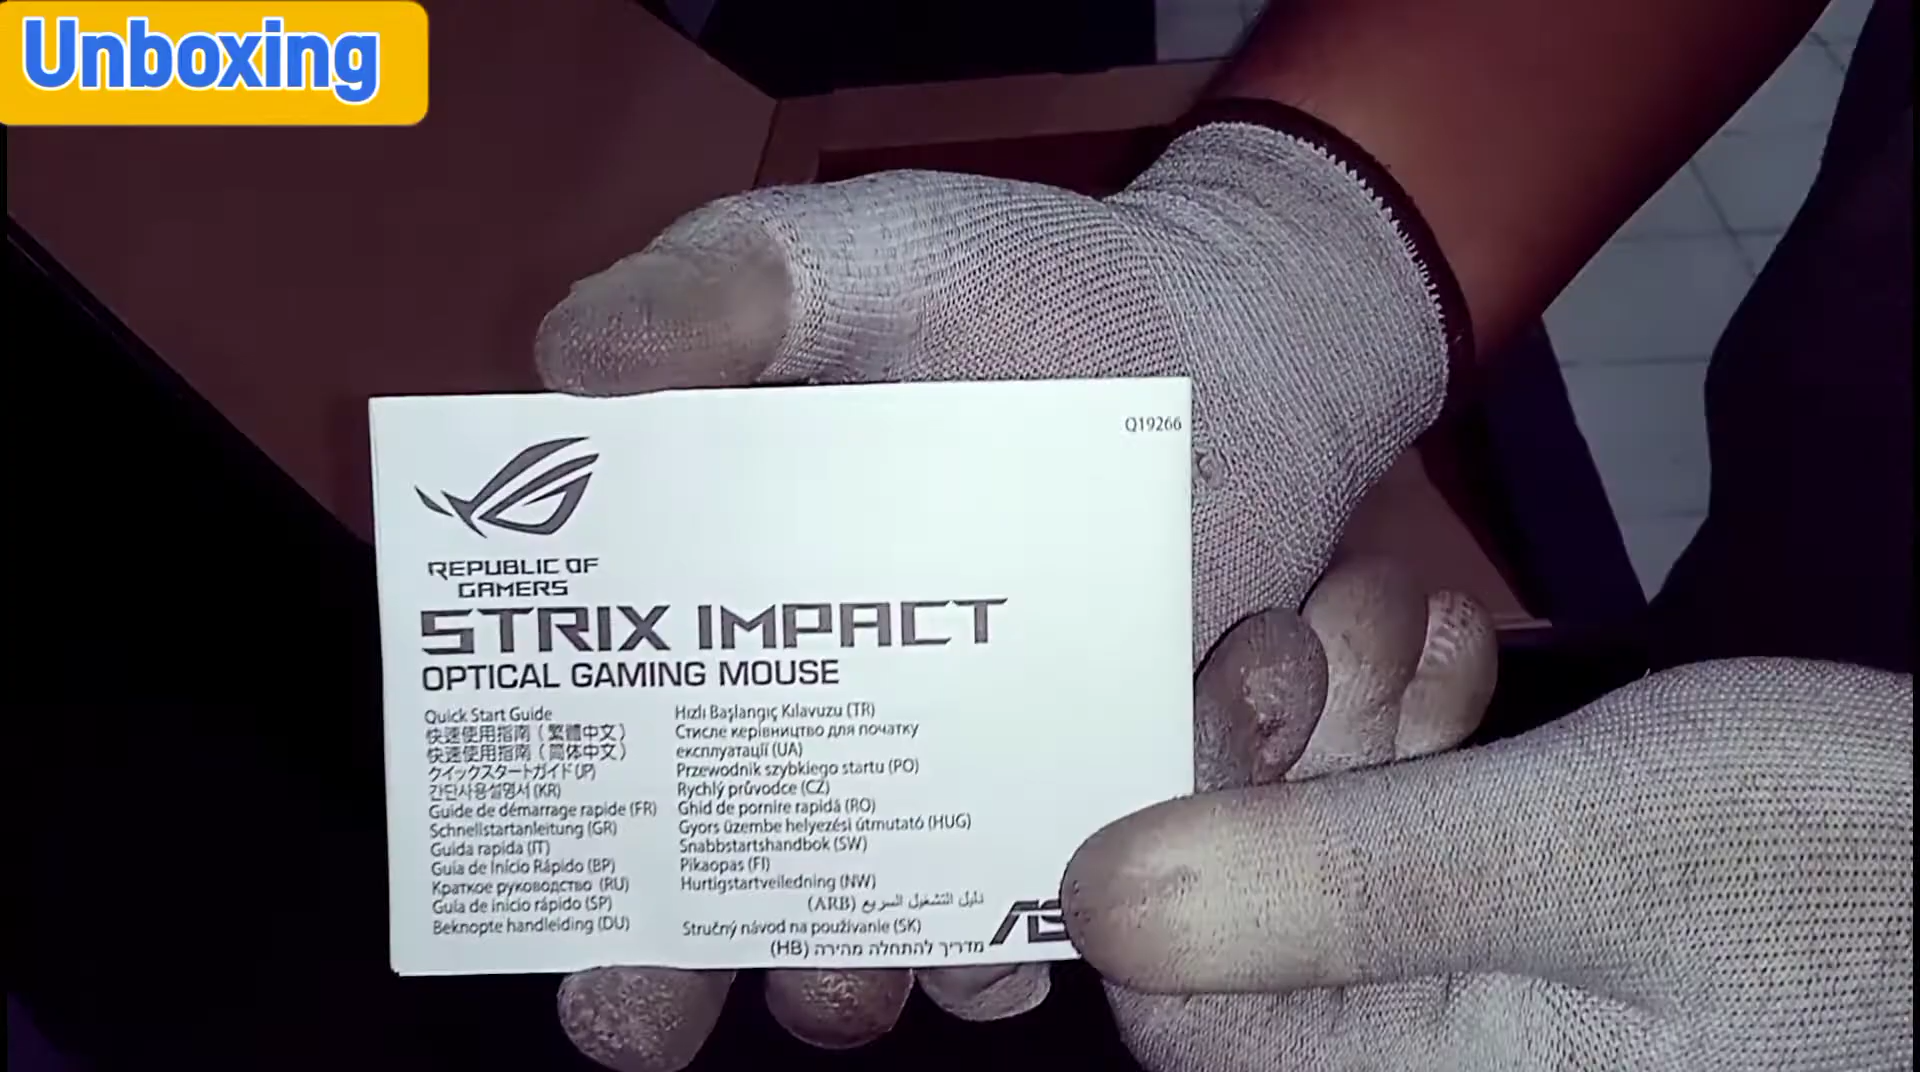 Unboxing
Q19266
REPUBLIC OF
GAMERS
STRIX IMPACT
OPTICAL GAMING MOUSE
Quick Start Guide
快速使用指南（繁體中文）
快速使用指南（简体中文）
クイックスタートガイド(JP)
간단사용설명서(KR)
Guide de démarrage rapide (FR)
Schnellstartanleitung (GR)
Guida rapida (IT)
Guia de Início Rápido (BP)
Краткое руководство (RU)
Guía de inicio rápido (SP)
Beknopte handleiding (DU)
Hızlı Başlangıç Kılavuzu (TR)
Стисле керівництво для початку
експлуатації (UA)
Przewodnik szybkiego startu (PO)
Rychlý průvodce (CZ)
Ghid de pornire rapidă (RO)
Gyors üzembe helyezési útmutató (HUG)
Snabbstartshandbok (SW)
Pikaopas (FI)
Hurtigstartveiledning (NW)
دليل التشغيل السريع (ARB)
Stručný návod na používanie (SK)
מדריך להתחלה מהירה (HB)